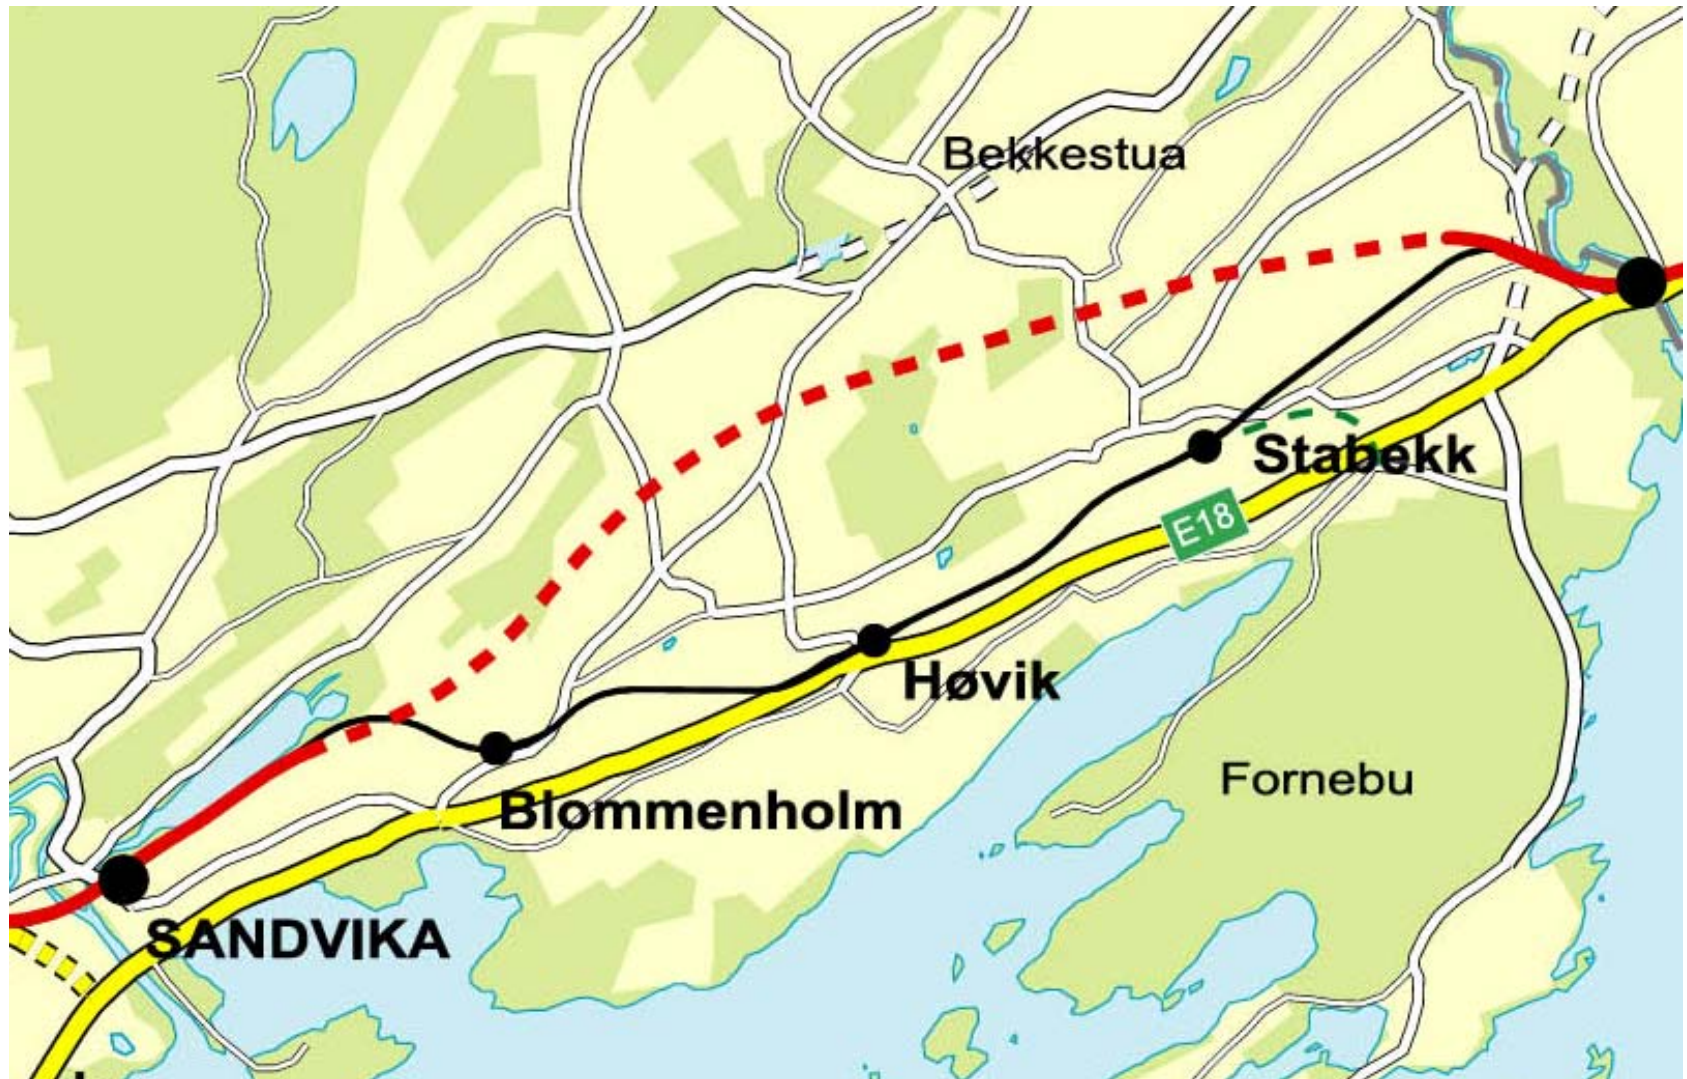 Bekkestua
Stabekk
E18
Høvik
Fornebu
Blommenholm
SANDVIKA